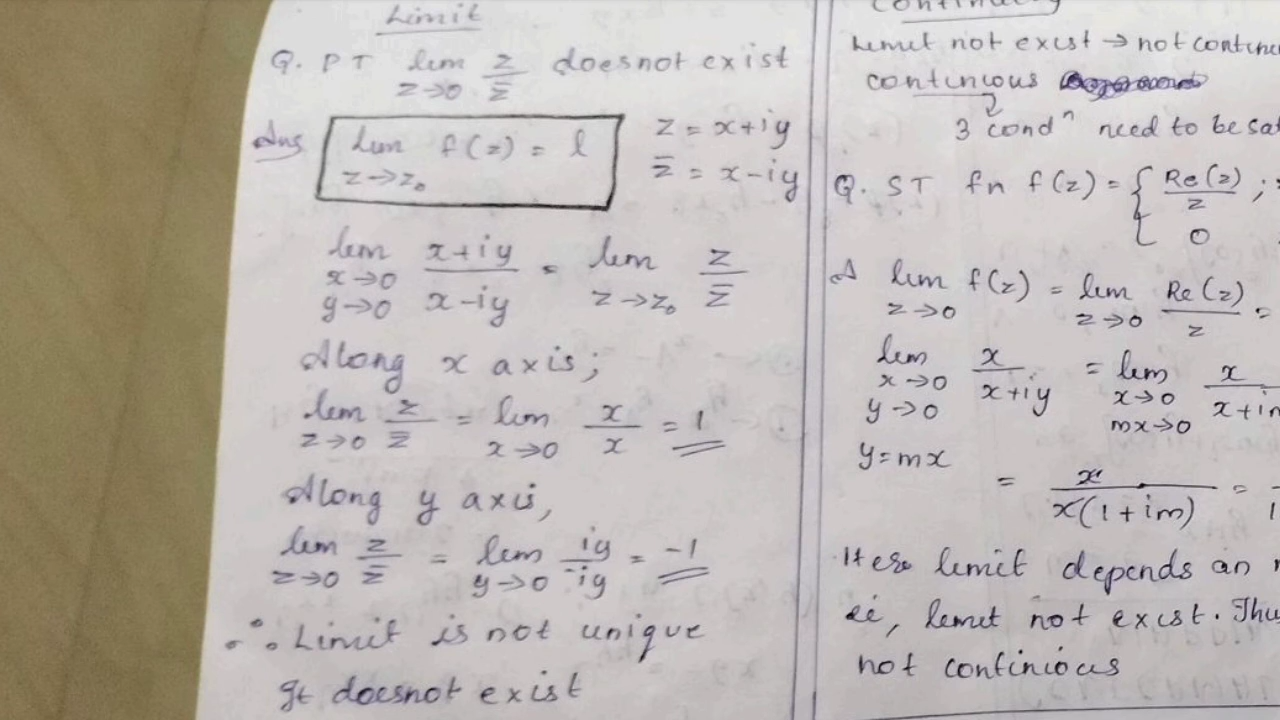 Limit
Q. PT lim z→0 z/z̄ doesnot exist
Ans lim z→z₀ f(z) = l
z = x+iy
z̄ = x-iy
lim x→0 y→0 (x+iy)/(x-iy) = lim z→z₀ z/z̄
Along x axis;
lim z→0 z/z̄ = lim x→0 x/x = 1
Along y axis,
lim z→0 z/z̄ = lim y→0 iy/-iy = -1
∴ Limit is not unique
It doesnot exist
Limit not exist → not
continuous
3 condⁿ need to be
Q. ST fn f(z) = { Re(z)/z ;
0
A lim z→0 f(z) = lim z→0 Re(z)/z =
lim x→0 y→0 x/(x+iy) = lim x→0 mx→0 x/
y=mx
= x/x(1+im) =
Here limit depends on
ie, limit not exist.
not continious